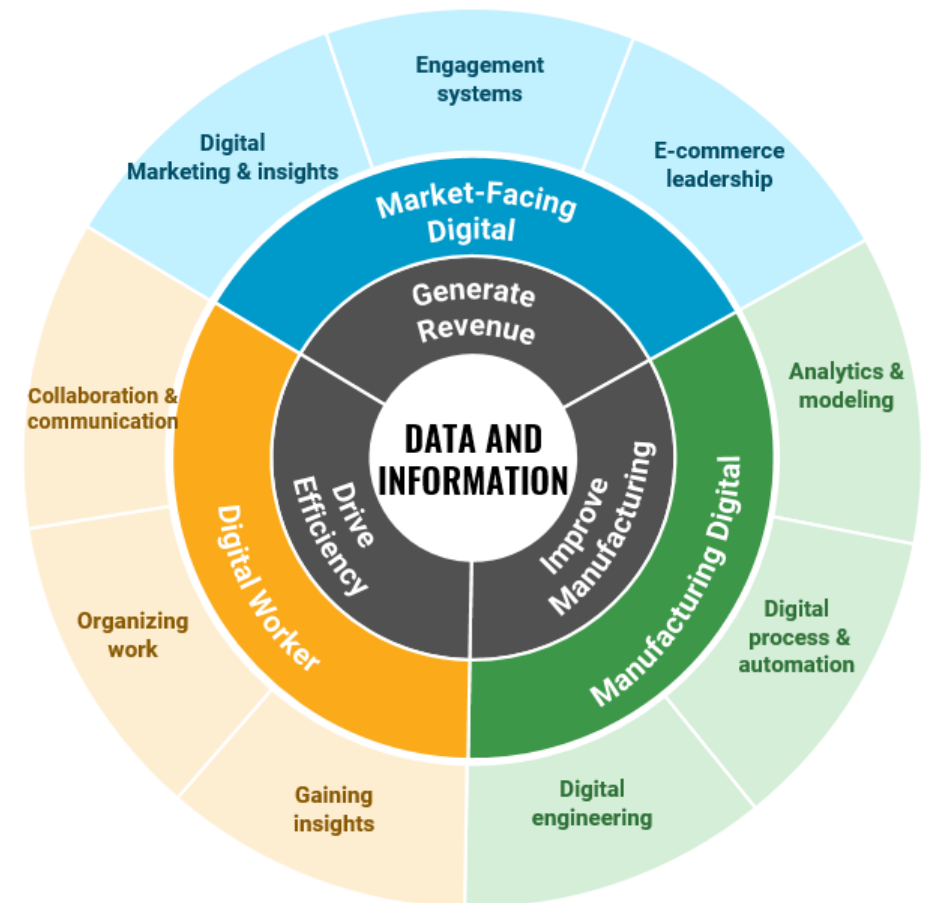 Engagement
systems
Digital
Marketing & insights
E-commerce
leadership
Market-Facing
Digital
Generate
Revenue
DATA AND
INFORMATION
Analytics &
modeling
Collaboration &
communication
Drive
Efficiency
Improve
Manufacturing
Digital Worker
Manufacturing Digital
Organizing
work
Digital
process &
automation
Gaining
insights
Digital
engineering